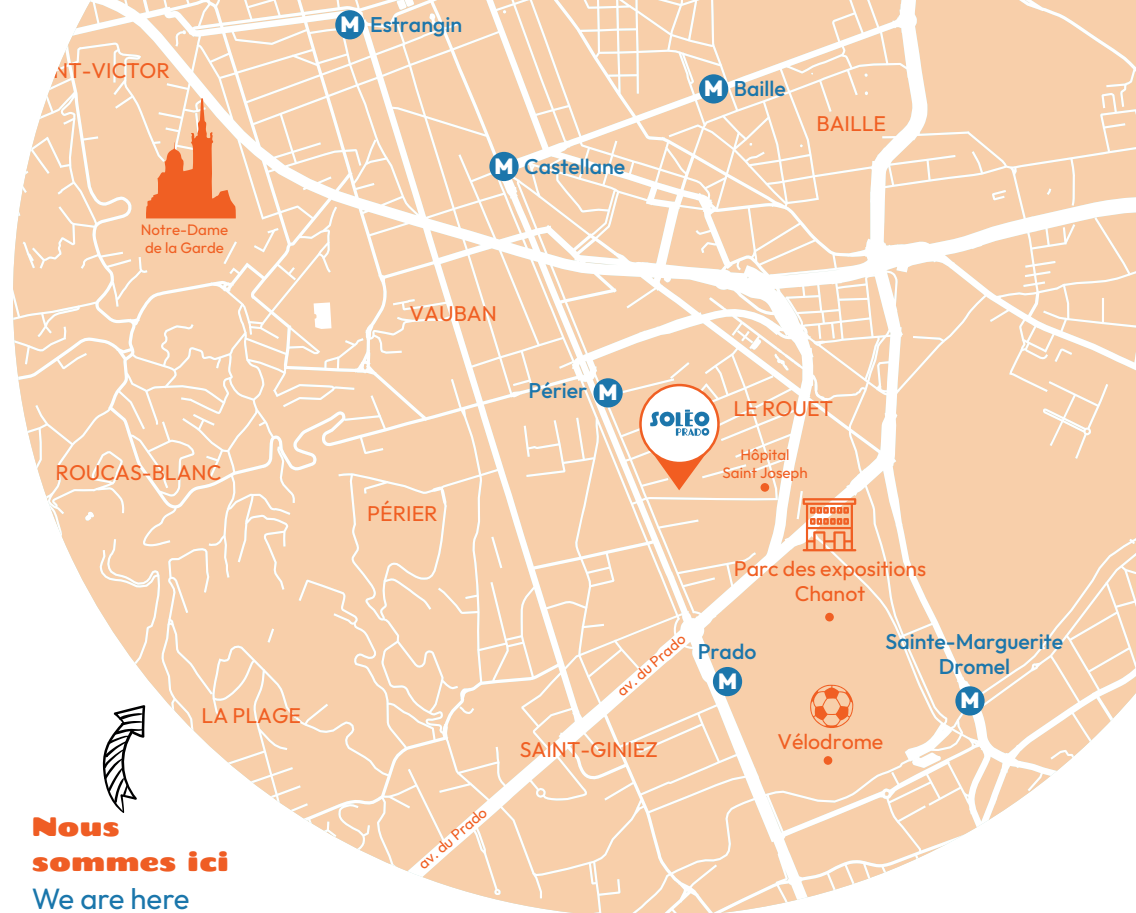 Estrangin
NT-VICTOR
Baille
BAILLE
Castellane
Notre-Dame
de la Garde
VAUBAN
Périer
SOLĒO
PRADO
LE ROUET
Hôpital
Saint Joseph
ROUCAS-BLANC
PÉRIER
Parc des expositions
Chanot
Sainte-Marguerite
Dromel
Prado
av. du Prado
LA PLAGE
SAINT-GINIEZ
Vélodrome
av. du Prado
Nous
sommes ici
We are here
M
M
M
M
M
M